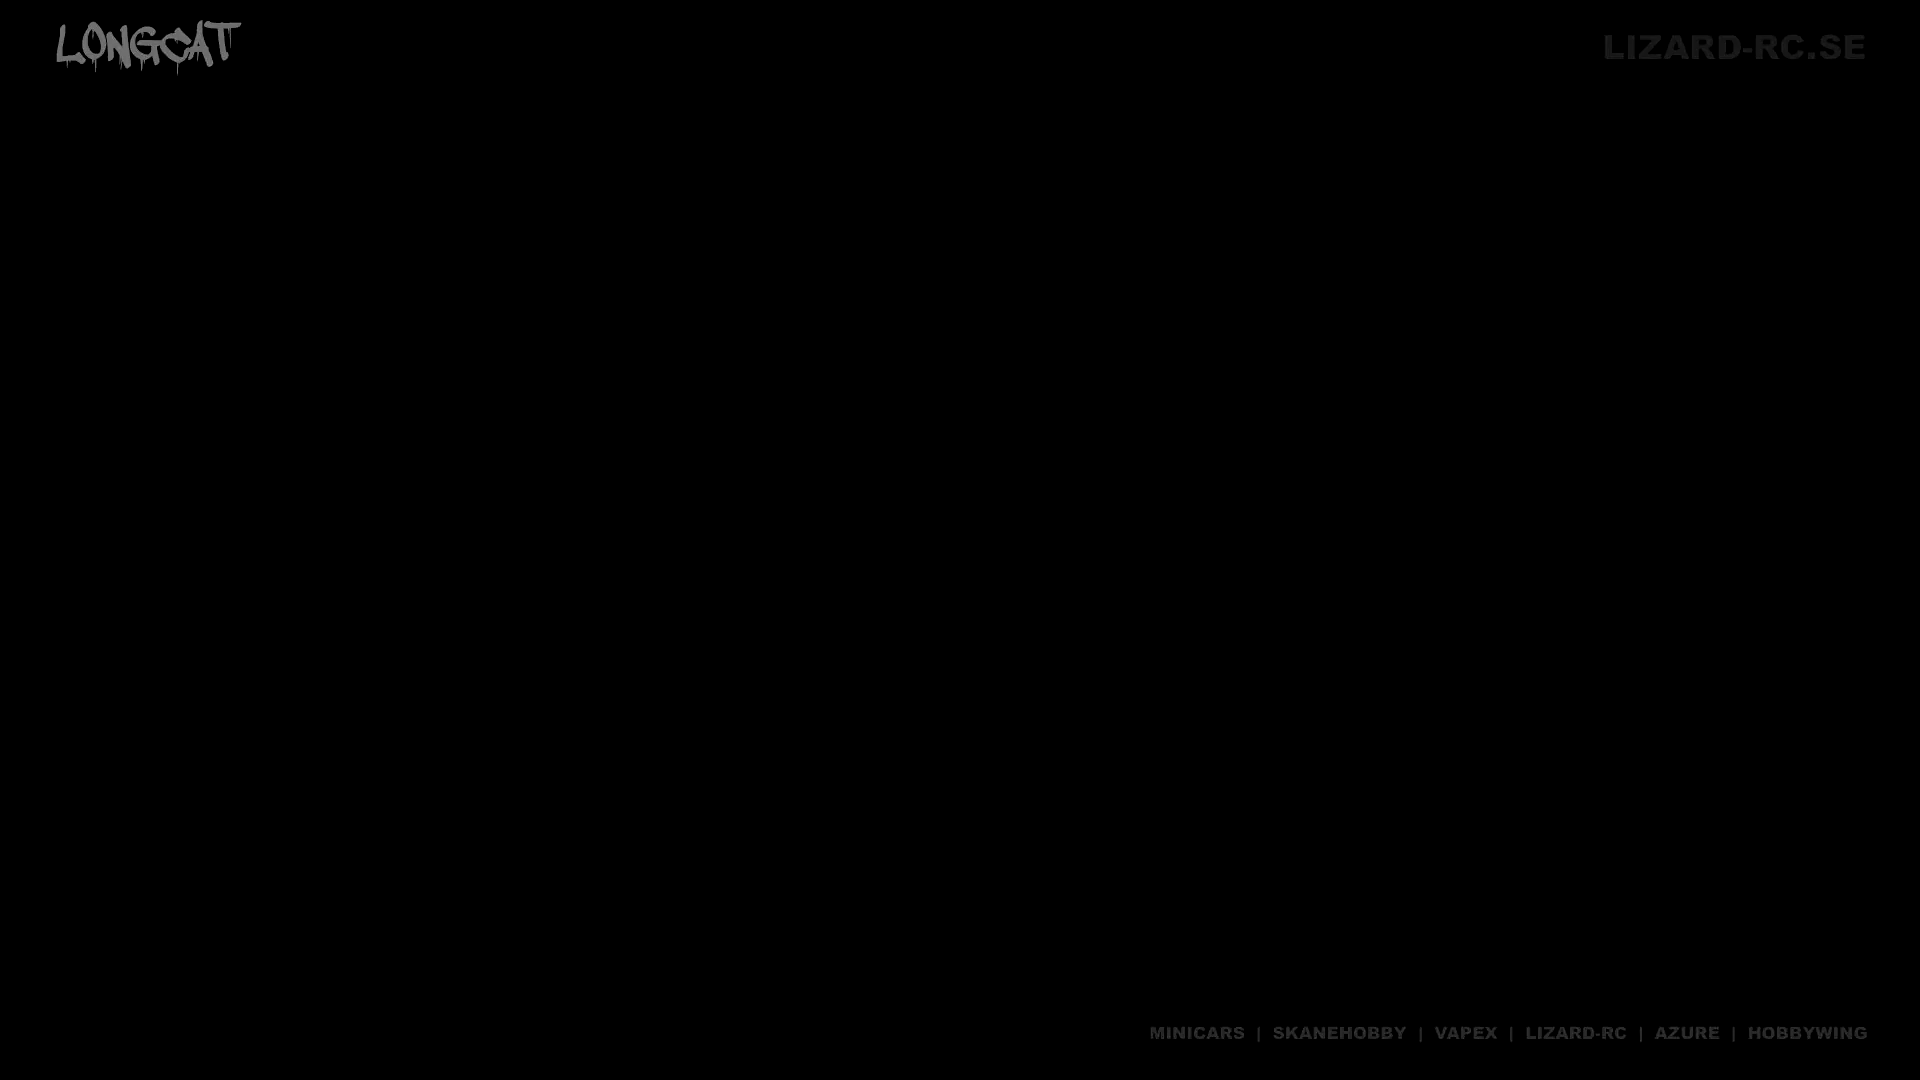 LONGCAT
LIZARD-RC.SE
MINICARS | SKANEHOBBY | VAPEX | LIZARD-RC | AZURE | HOBBYWING